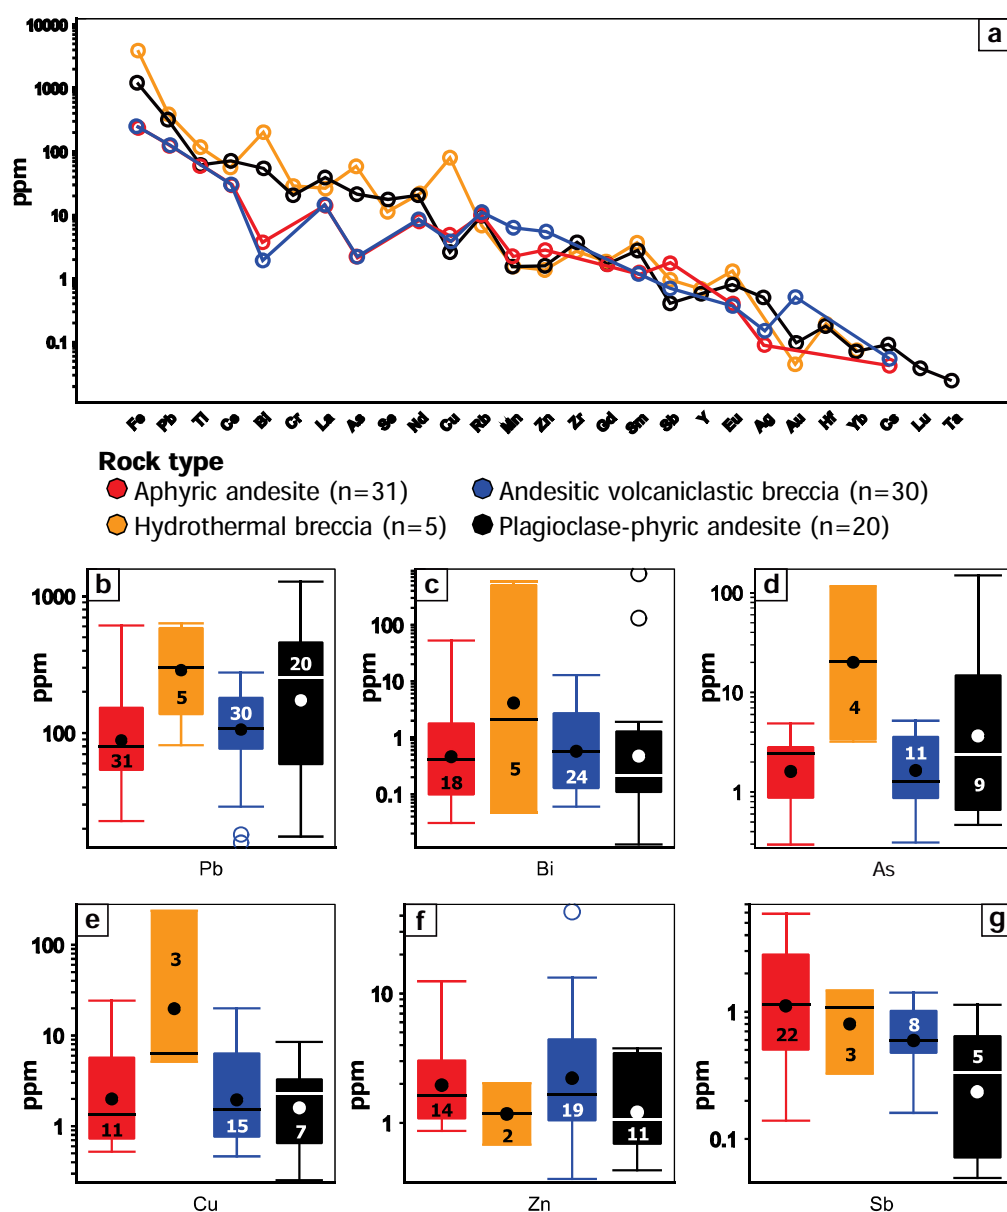 a
ppm
10000
1000
100
10
1
0.1
Fe Pb Tl Ce Bi Cr La As Se Nd Cu Rb Mn Zn Zr Gd Sm Sb Y Eu Ag Au Hf Yb Cs Lu Ta
Rock type
Aphyric andesite (n=31) Andesitic volcaniclastic breccia (n=30)
Hydrothermal breccia (n=5) Plagioclase-phyric andesite (n=20)
b
ppm
1000
100
31 5 30 20
Pb
c
ppm
100
10
1
0.1
18 5 24
Bi
d
ppm
100
10
1
4 11 9
As
e
ppm
100
10
1
11 3 15 7
Cu
f
ppm
10
1
14 2 19 11
Zn
g
ppm
1
0.1
22 3 8 5
Sb